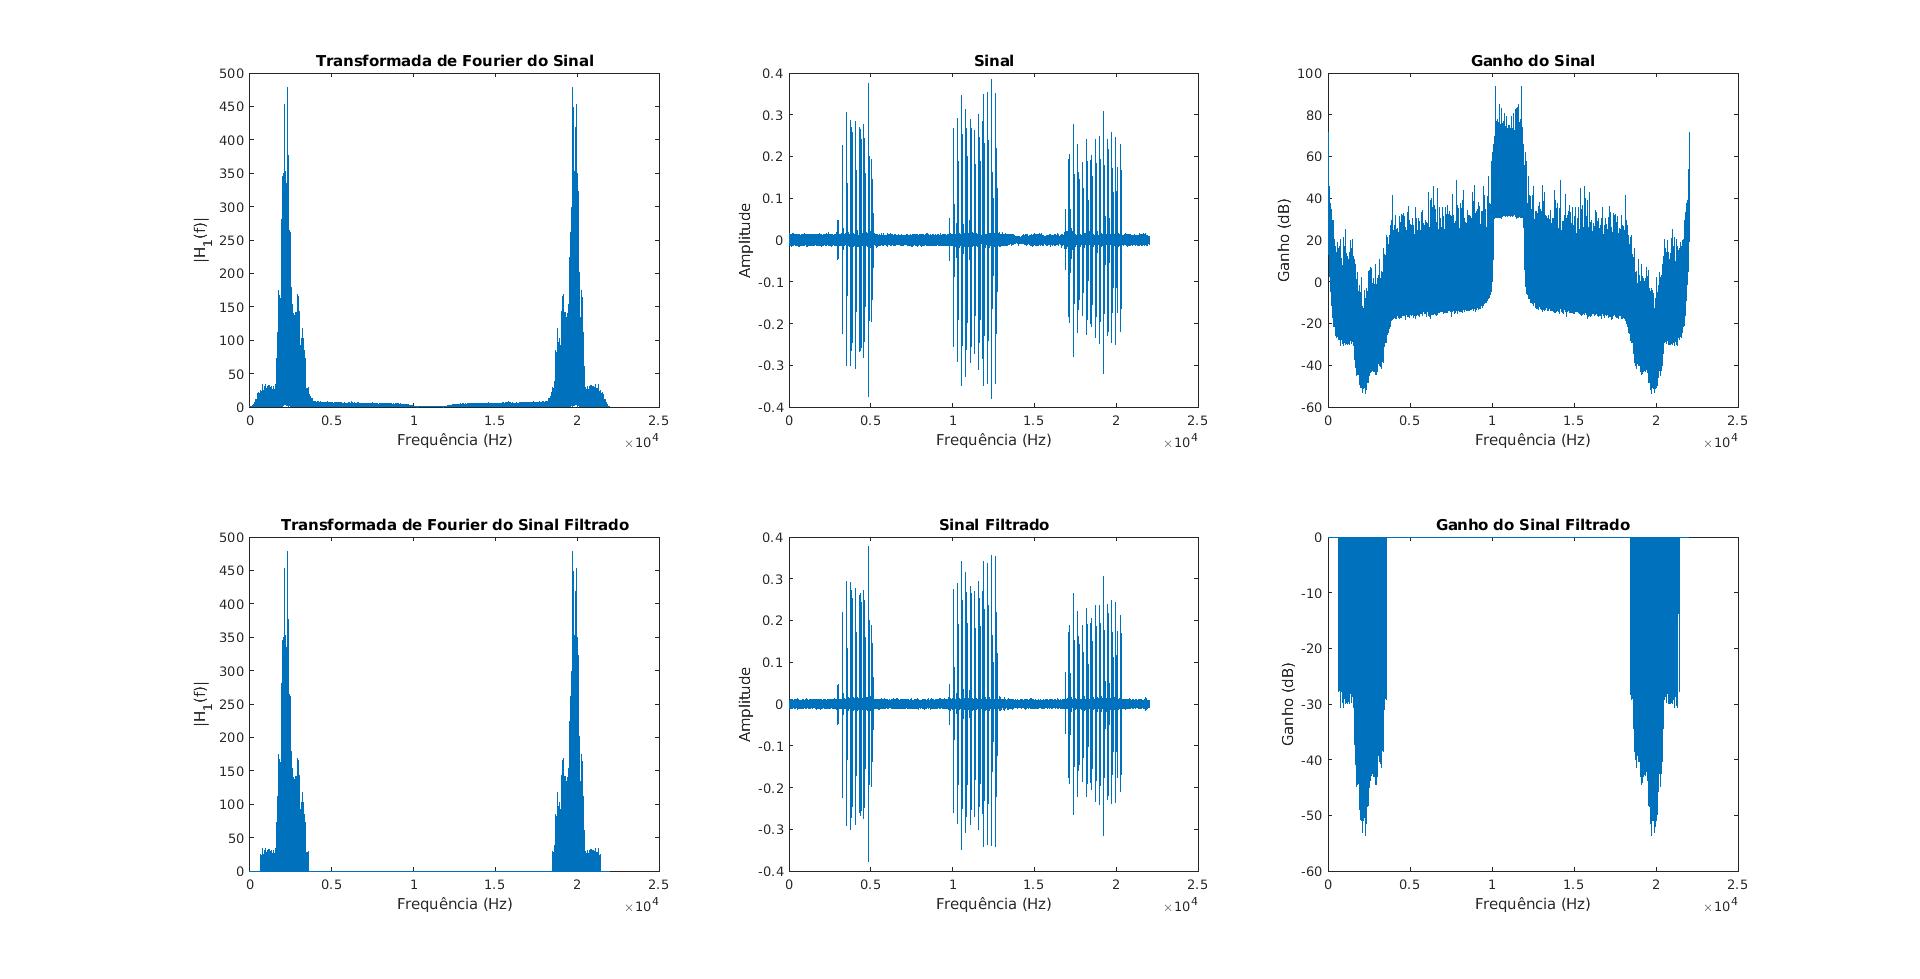 Transformada de Fourier do Sinal
500
450
400
350
300
250
200
150
100
50
0
|H1(f)|
0 0.5 1 1.5 2 2.5
Frequência (Hz)
×10^4
Sinal
0.4
0.3
0.2
0.1
0
-0.1
-0.2
-0.3
-0.4
Amplitude
0 0.5 1 1.5 2 2.5
Frequência (Hz)
×10^4
Ganho do Sinal
100
80
60
40
20
0
-20
-40
-60
Ganho (dB)
0 0.5 1 1.5 2 2.5
Frequência (Hz)
×10^4
Transformada de Fourier do Sinal Filtrado
500
450
400
350
300
250
200
150
100
50
0
|H1(f)|
0 0.5 1 1.5 2 2.5
Frequência (Hz)
×10^4
Sinal Filtrado
0.4
0.3
0.2
0.1
0
-0.1
-0.2
-0.3
-0.4
Amplitude
0 0.5 1 1.5 2 2.5
Frequência (Hz)
×10^4
Ganho do Sinal Filtrado
0
-10
-20
-30
-40
-50
-60
Ganho (dB)
0 0.5 1 1.5 2 2.5
Frequência (Hz)
×10^4